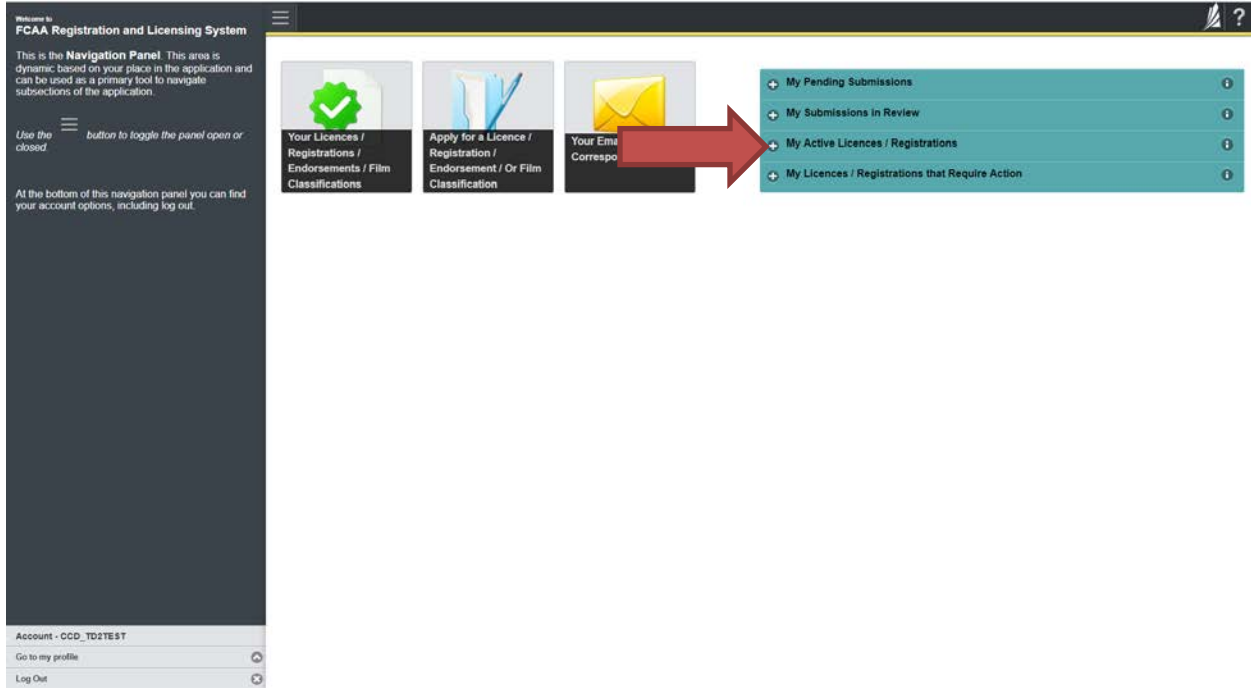 Welcome to
FCAA Registration and Licensing System
This is the Navigation Panel. This area is
dynamic based on your place in the application and
can be used as a primary tool to navigate
subsections of the application.
Use the button to toggle the panel open or
closed.
At the bottom of this navigation panel you can find
your account options, including log out.
Account - CCD_TD2TEST
Go to my profile
Log Out
?
Your Licences /
Registrations /
Endorsements / Film
Classifications
Apply for a Licence /
Registration /
Endorsement / Or Film
Classification
Your
My Pending Submissions
My Submissions in Review
My Active Licences / Registrations
My Licences / Registrations that Require Action